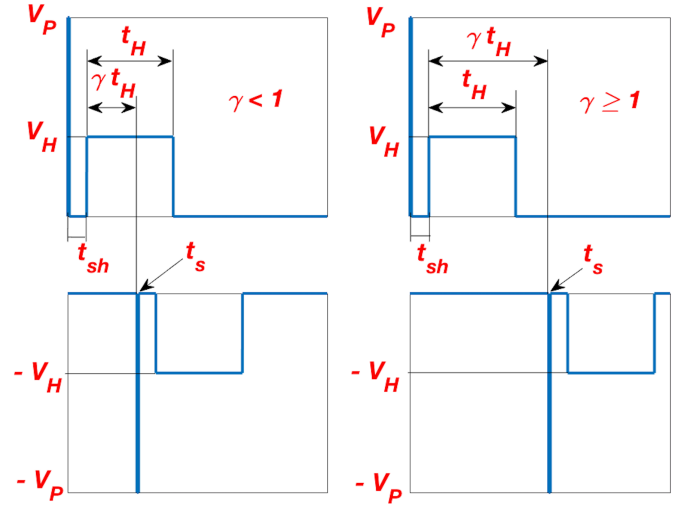 V_P
t_H
γ t_H
γ < 1
V_H
t_sh
t_s
- V_H
- V_P
V_P
γ t_H
t_H
γ ≥ 1
V_H
t_sh
t_s
- V_H
- V_P